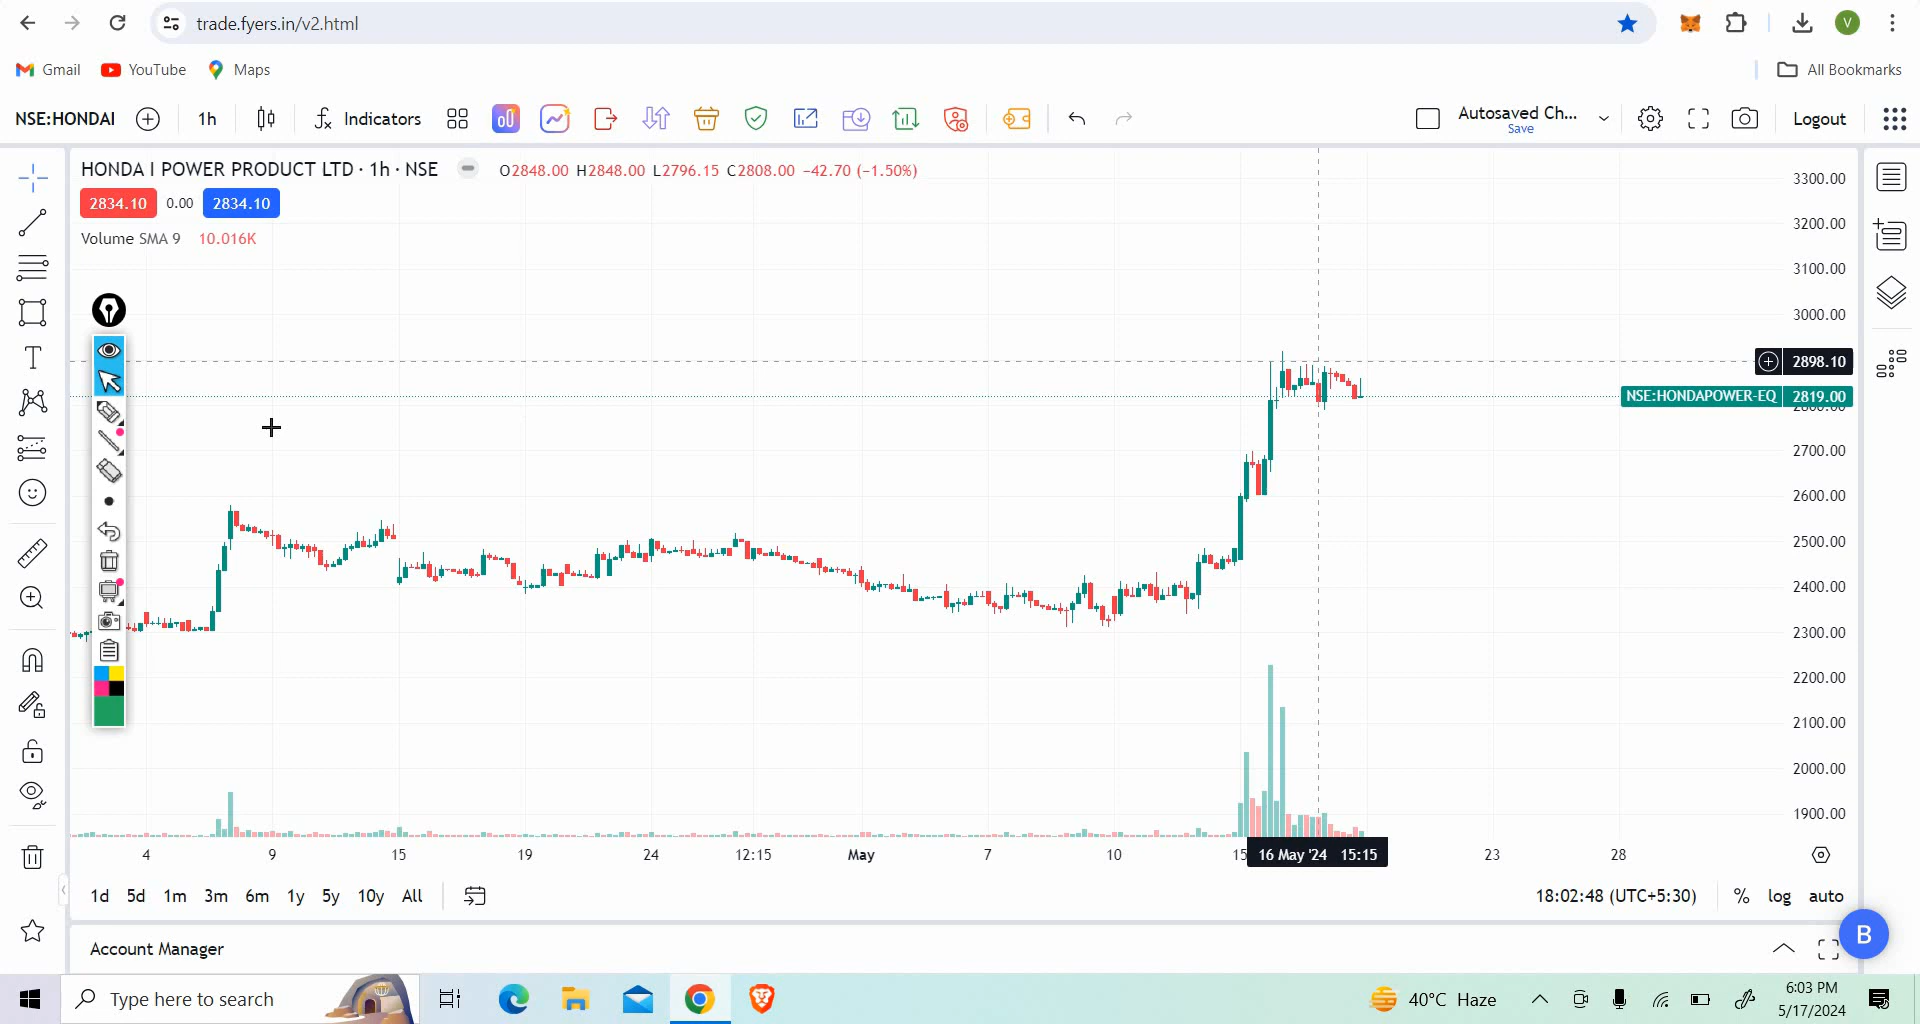 trade.fyers.in/v2.html
V
Gmail YouTube Maps All Bookmarks
NSE:HONDAI 1h Indicators Autosaved Ch... Save Logout
HONDA I POWER PRODUCT LTD · 1h · NSE O2848.00 H2848.00 L2796.15 C2808.00 −42.70 (−1.50%)
2834.10 0.00 2834.10
Volume SMA 9 10.016K
3300.00
3200.00
3100.00
3000.00
2898.10
NSE:HONDAPOWER-EQ 2819.00
2800.00
2700.00
2600.00
2500.00
2400.00
2300.00
2200.00
2100.00
2000.00
1900.00
4 9 15 19 24 12:15 May 7 10 15 16 May '24 15:15 23 28
1d 5d 1m 3m 6m 1y 5y 10y All 18:02:48 (UTC+5:30) % log auto
Account Manager B
Type here to search 40°C Haze 6:03 PM
5/17/2024